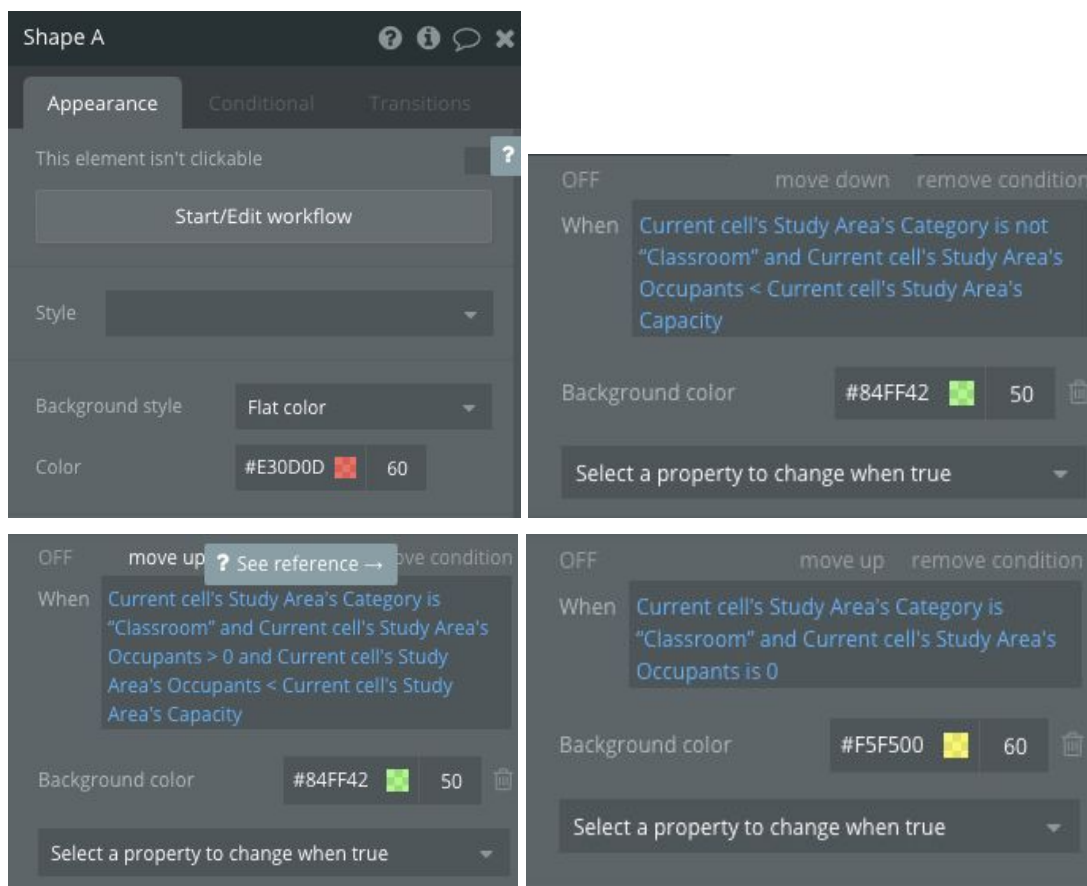 Shape A
Appearance Conditional Transitions
This element isn't clickable
?
Start/Edit workflow
Style
Background style Flat color
Color #E30D0D 60
OFF move down remove condition
When Current cell's Study Area's Category is not
“Classroom” and Current cell's Study Area's
Occupants < Current cell's Study Area's
Capacity
Background color #84FF42 50
Select a property to change when true
OFF move up ? See reference → ove condition
When Current cell's Study Area's Category is
“Classroom” and Current cell's Study Area's
Occupants > 0 and Current cell's Study
Area's Occupants < Current cell's Study
Area's Capacity
Background color #84FF42 50
Select a property to change when true
OFF move up remove condition
When Current cell's Study Area's Category is
“Classroom” and Current cell's Study Area's
Occupants is 0
Background color #F5F500 60
Select a property to change when true